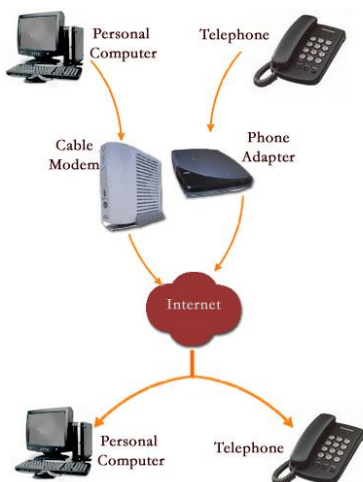 Personal
Computer
Telephone
Cable
Modem
Phone
Adapter
Internet
Personal
Computer
Telephone